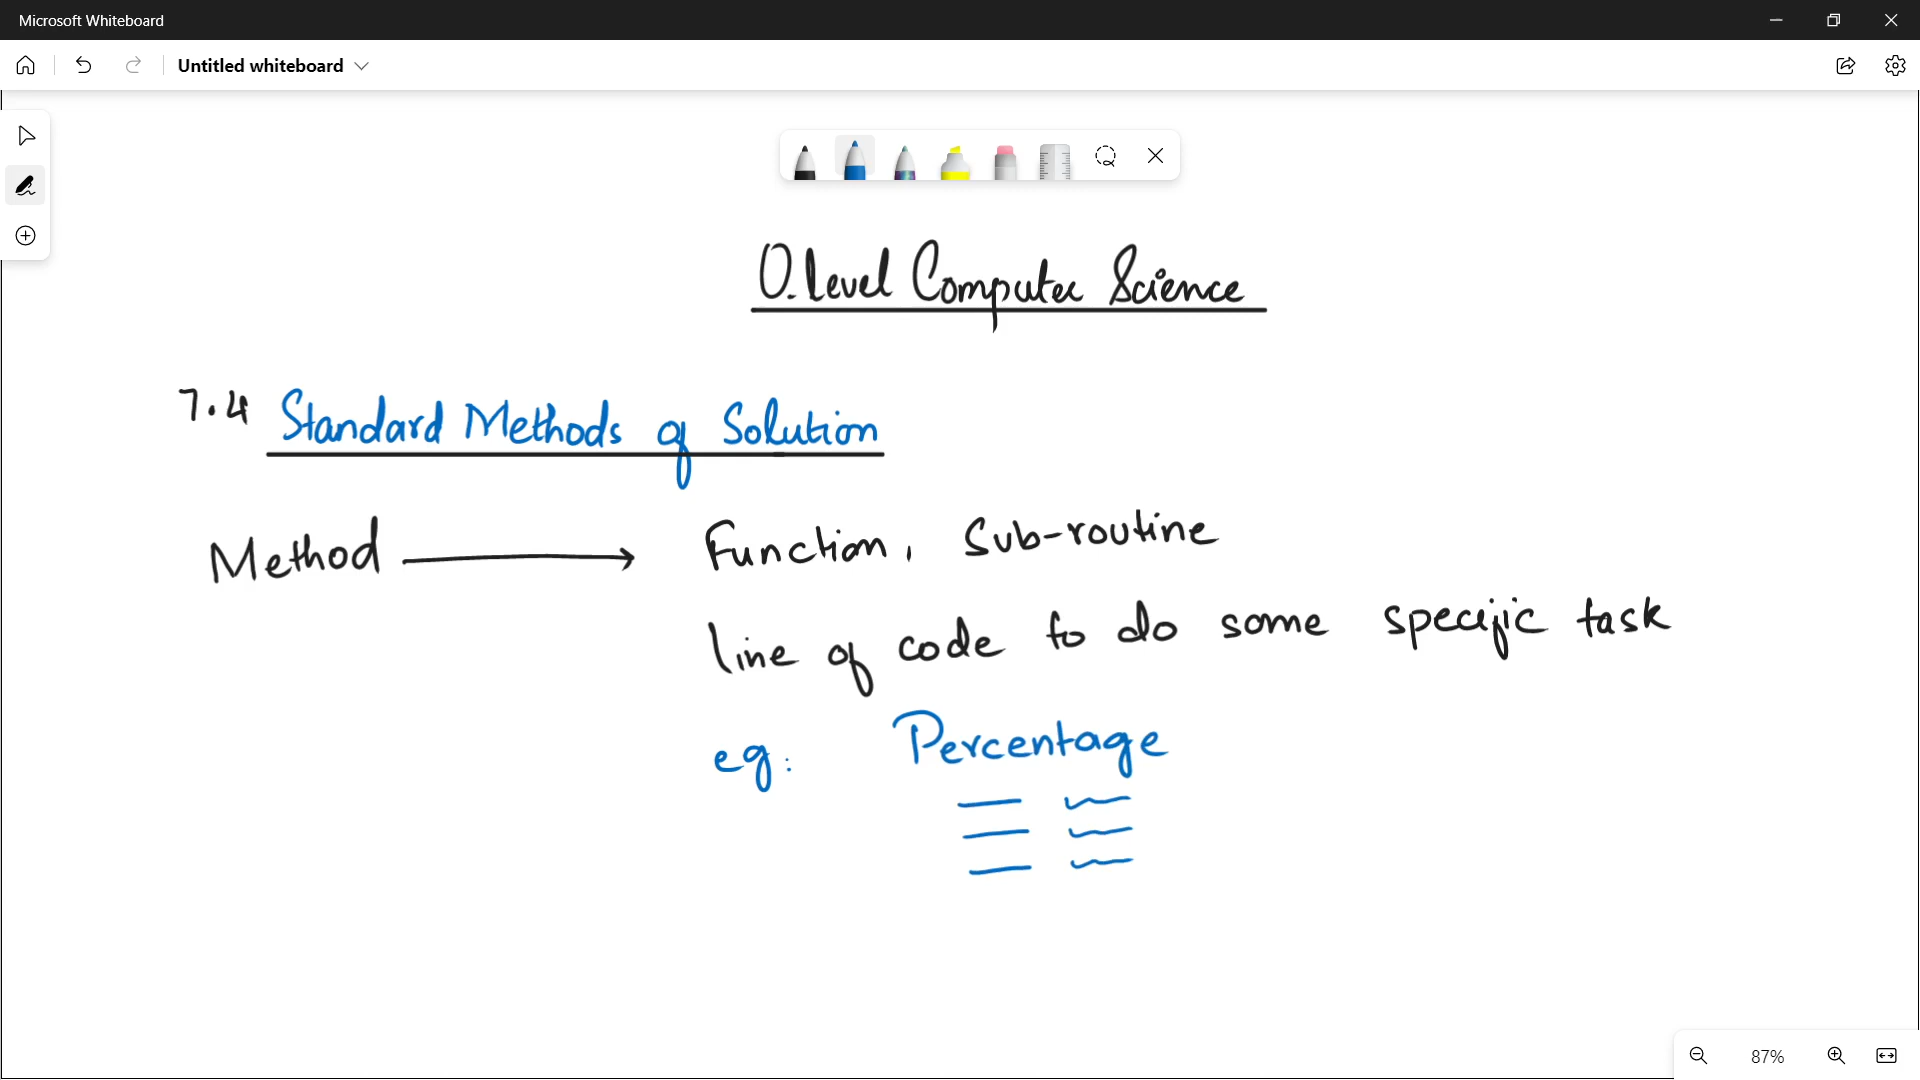 Microsoft Whiteboard
Untitled whiteboard
O.Level Computer Science
7.4 Standard Methods of Solution
Method → Function, Sub-routine
line of code to do some specific task
eg: Percentage
87%